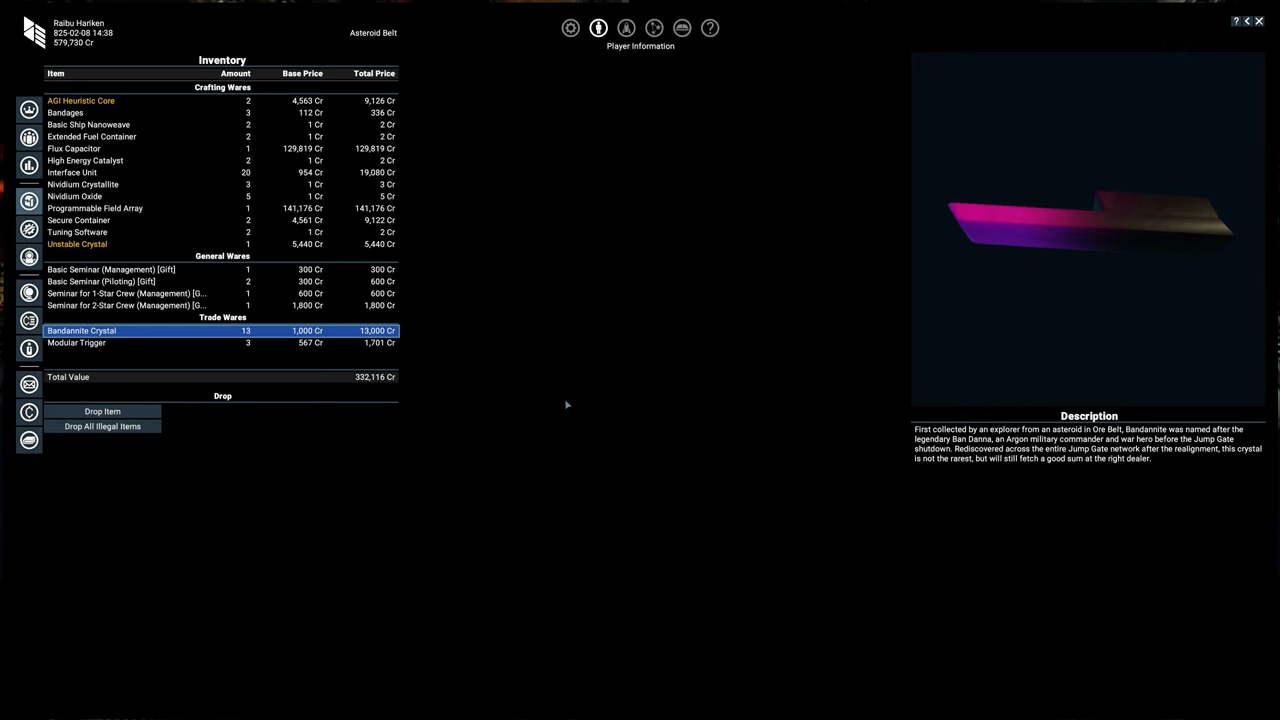 Raibu Hariken
825-02-08 14:38
579,730 Cr
Asteroid Belt
Player Information
Inventory
Item Amount Base Price Total Price
Crafting Wares
AGI Heuristic Core 2 4,563 Cr 9,126 Cr
Bandages 3 112 Cr 336 Cr
Basic Ship Nanoweave 2 1 Cr 2 Cr
Extended Fuel Container 2 1 Cr 2 Cr
Flux Capacitor 1 129,819 Cr 129,819 Cr
High Energy Catalyst 2 1 Cr 2 Cr
Interface Unit 20 954 Cr 19,080 Cr
Nividium Crystallite 3 1 Cr 3 Cr
Nividium Oxide 5 1 Cr 5 Cr
Programmable Field Array 1 141,176 Cr 141,176 Cr
Secure Container 2 4,561 Cr 9,122 Cr
Tuning Software 2 1 Cr 2 Cr
Unstable Crystal 1 5,440 Cr 5,440 Cr
General Wares
Basic Seminar (Management) [Gift] 1 300 Cr 300 Cr
Basic Seminar (Piloting) [Gift] 2 300 Cr 600 Cr
Seminar for 1-Star Crew (Management) [G... 1 600 Cr 600 Cr
Seminar for 2-Star Crew (Management) [G... 1 1,800 Cr 1,800 Cr
Trade Wares
Bandannite Crystal 13 1,000 Cr 13,000 Cr
Modular Trigger 3 567 Cr 1,701 Cr
Total Value 332,116 Cr
Drop
Drop Item
Drop All Illegal Items
Description
First collected by an explorer from an asteroid in Ore Belt, Bandannite was named after the
legendary Ban Danna, an Argon military commander and war hero before the Jump Gate
shutdown. Rediscovered across the entire Jump Gate network after the realignment, this crystal
is not the rarest, but will still fetch a good sum at the right dealer.